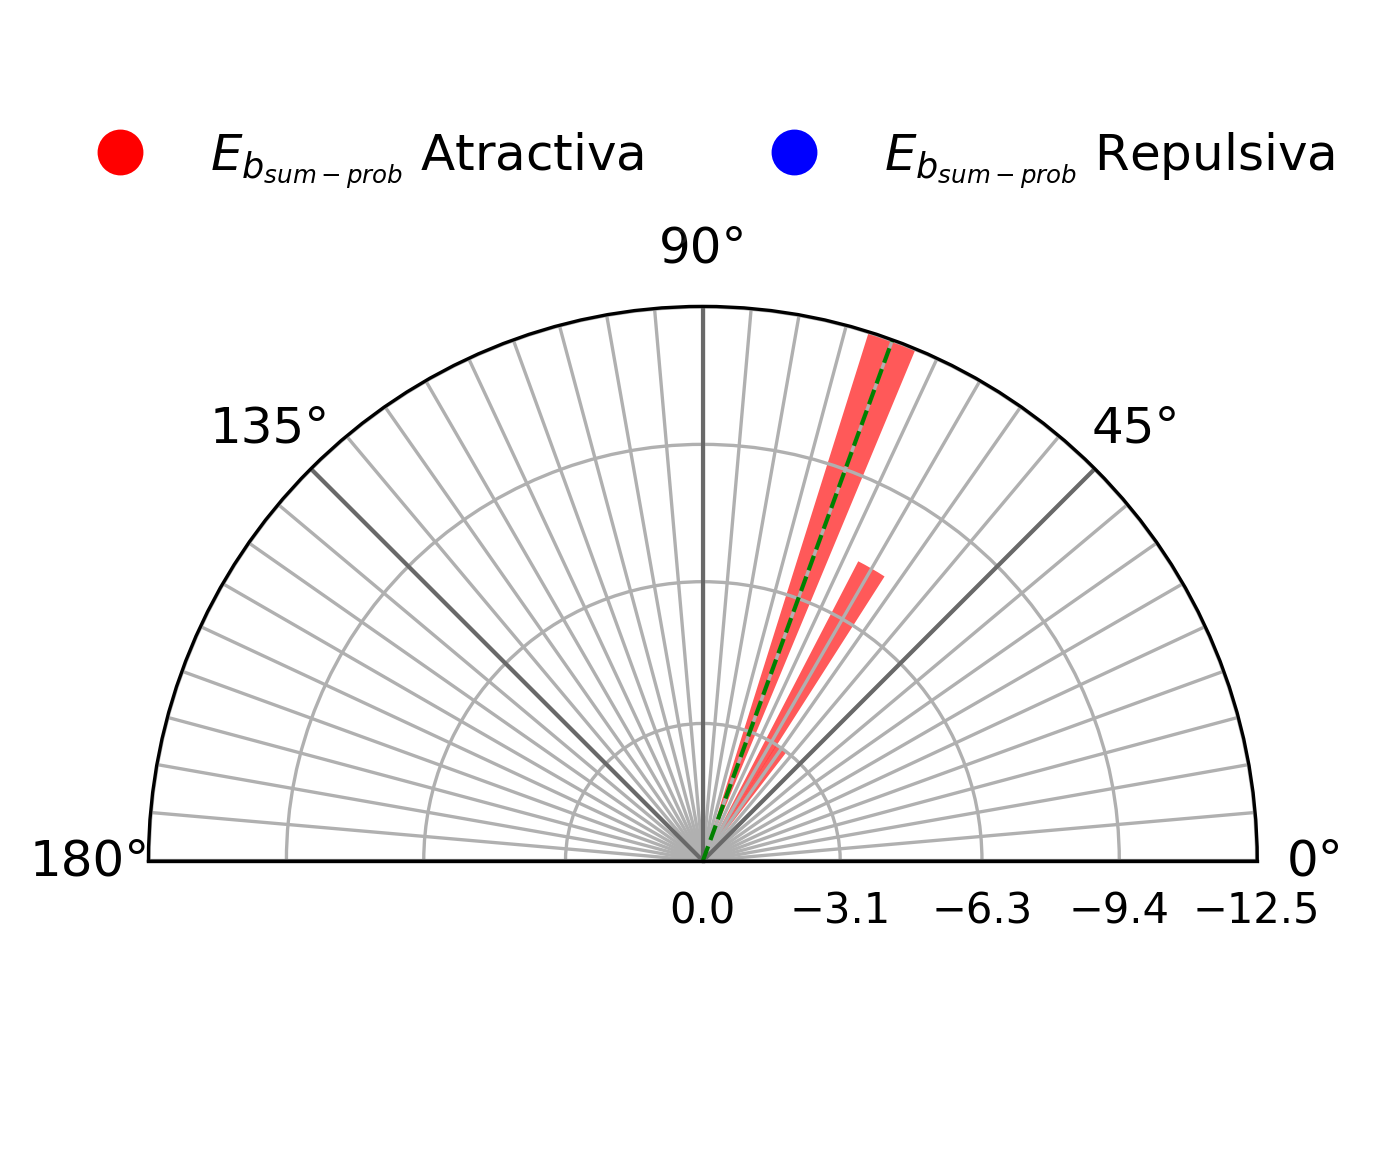 E_{b_{sum-prob}} Atractiva E_{b_{sum-prob}} Repulsiva
90°
135° 45°
180° 0°
0.0 −3.1 −6.3 −9.4 −12.5